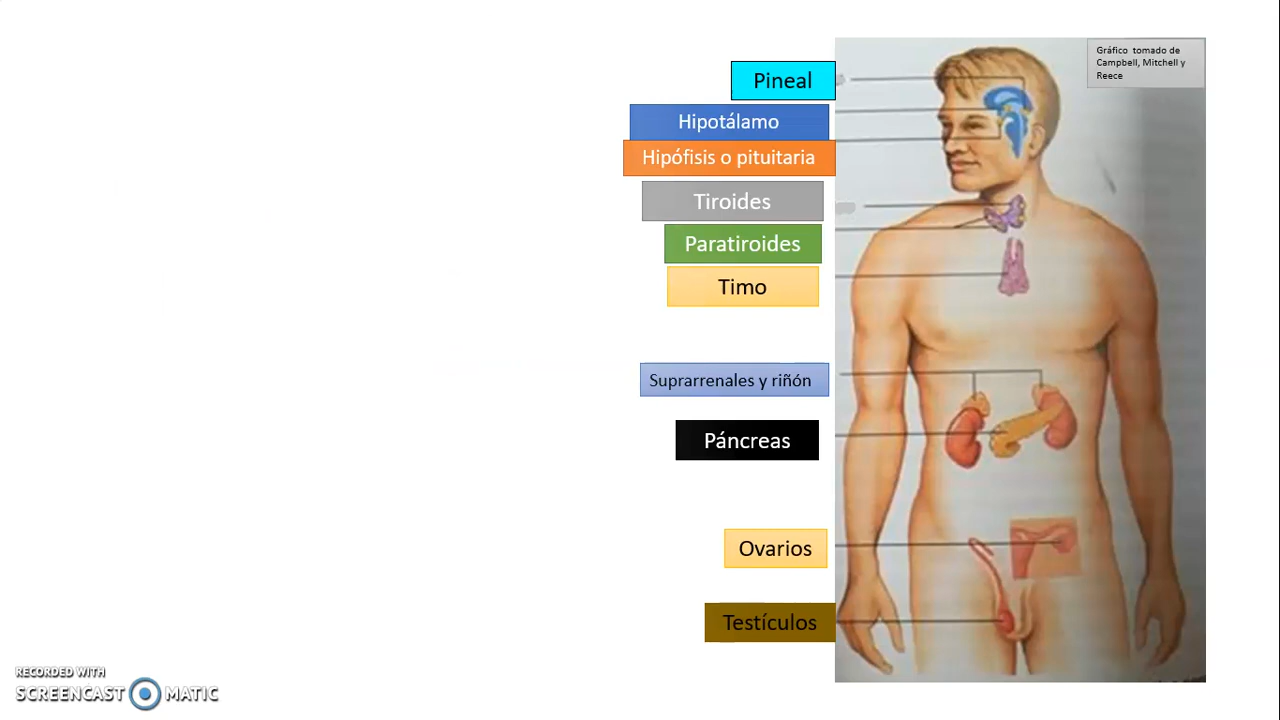 Gráfico tomado de
Campbell, Mitchell y
Reece
Pineal
Hipotálamo
Hipófisis o pituitaria
Tiroides
Paratiroides
Timo
Suprarrenales y riñón
Páncreas
Ovarios
Testículos
RECORDED WITH
SCREENCAST MATIC